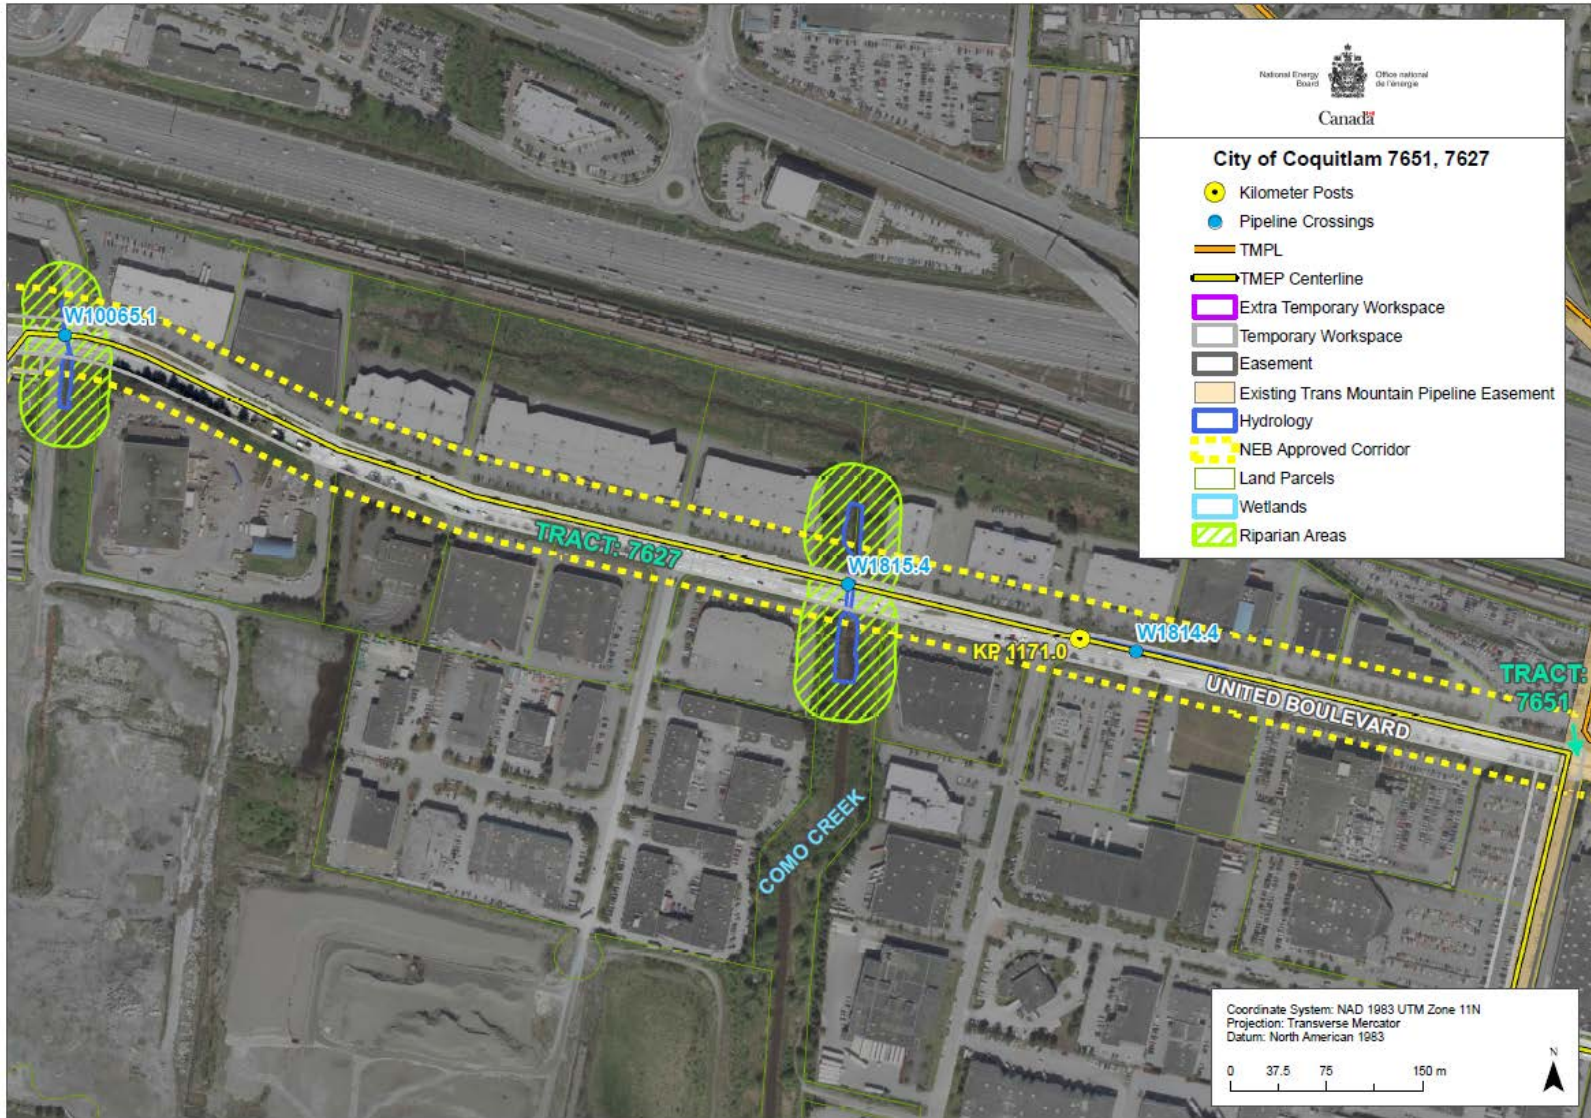 National Energy Board
Office national de l'énergie
Canada
City of Coquitlam 7651, 7627
Kilometer Posts
Pipeline Crossings
TMPL
TMEP Centerline
Extra Temporary Workspace
Temporary Workspace
Easement
Existing Trans Mountain Pipeline Easement
Hydrology
NEB Approved Corridor
Land Parcels
Wetlands
Riparian Areas
W10065.1
TRACT: 7627
W1815.4
KP 1171.0
W1814.4
UNITED BOULEVARD
TRACT:
7651
COMO CREEK
Coordinate System: NAD 1983 UTM Zone 11N
Projection: Transverse Mercator
Datum: North American 1983
0 37.5 75 150 m
N